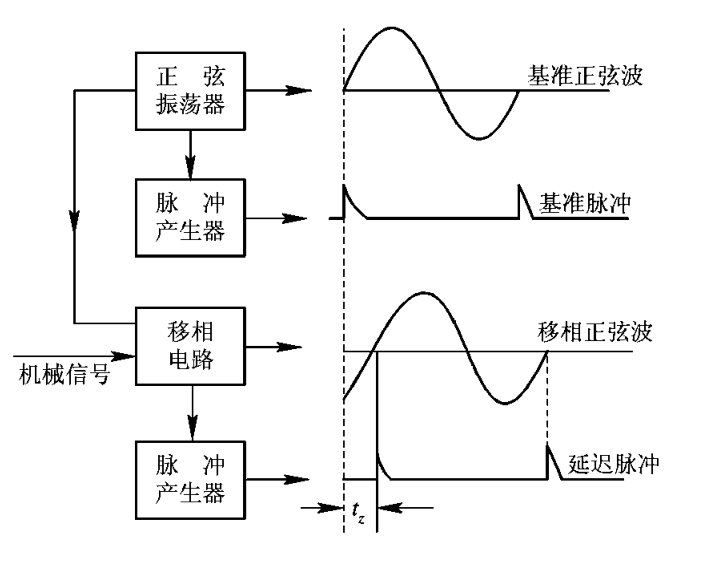 正 弦
振荡器
基准正弦波
脉 冲
产生器
基准脉冲
移相
电路
移相正弦波
机械信号
脉 冲
产生器
延迟脉冲
t_z